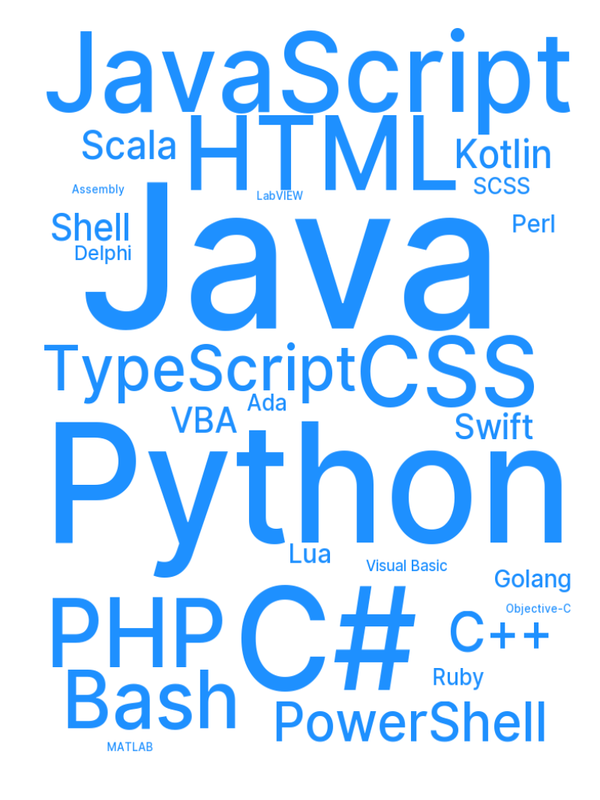 JavaScript
Scala HTML Kotlin
SCSS
Assembly LabVIEW
Shell Java Perl
Delphi
TypeScript CSS
Ada
VBA Swift
Python
Lua
Visual Basic
Golang
Objective-C
PHP C# C++
Ruby
Bash PowerShell
MATLAB